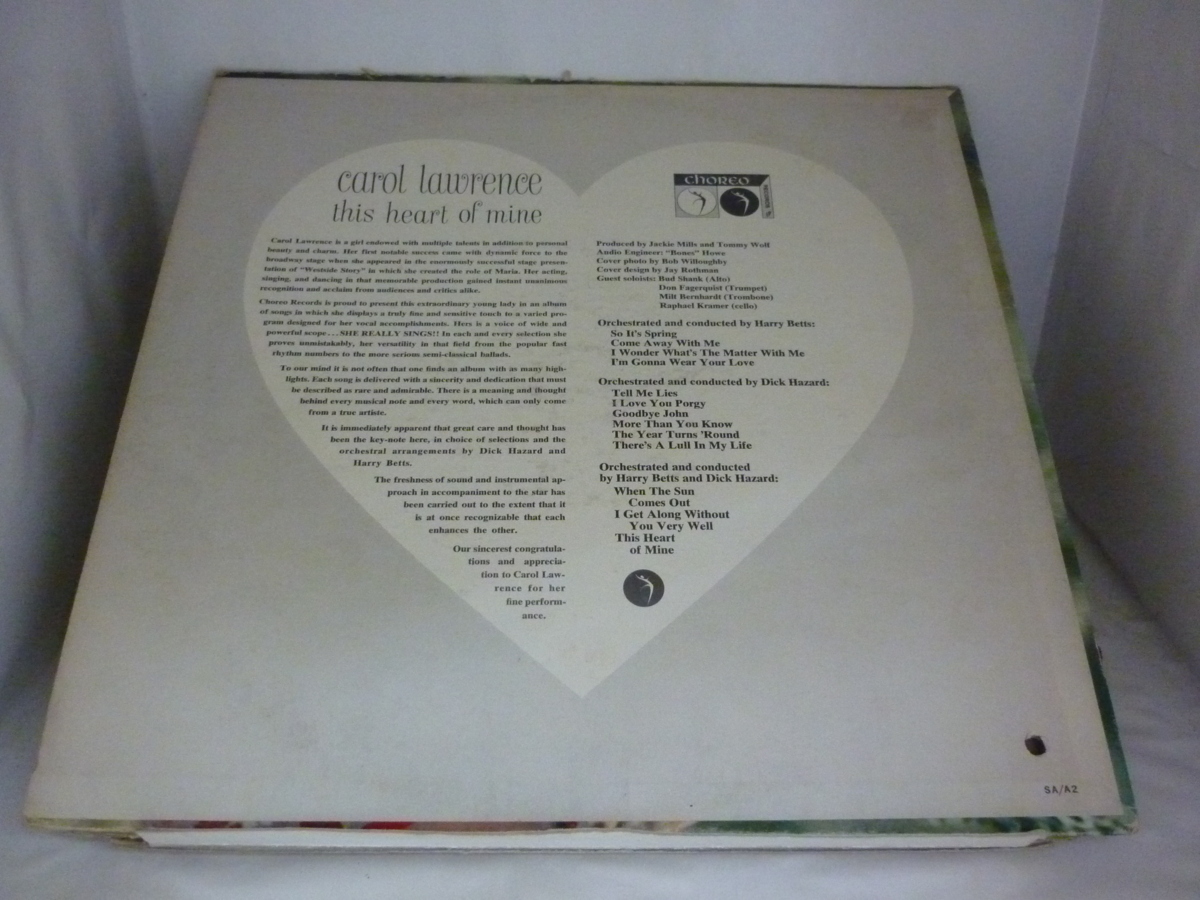 carol lawrence
this heart of mine
Carol Lawrence is a girl endowed with multiple talents in addition to personal
beauty and charm. Her first notable success came with dynamic force to the
broadway stage when she appeared in the enormously successful stage presen-
tation of "Westside Story" in which she created the role of Maria. Her acting,
singing, and dancing in that memorable production gained instant unanimous
recognition and acclaim from audiences and critics alike.
Choreo Records is proud to present this extraordinary young lady in an album
of songs in which she displays a truly fine and sensitive touch to a varied pro-
gram designed for her vocal accomplishments. Hers is a voice of wide and
powerful scope... SHE REALLY SINGS!! In each and every selection she
proves unmistakably, her versatility in that field from the popular fast
rhythm numbers to the more serious semi-classical ballads.
To our mind it is not often that one finds an album with as many high-
lights. Each song is delivered with a sincerity and dedication that must
be described as rare and admirable. There is a meaning and thought
behind every musical note and every word, which can only come
from a true artiste.
It is immediately apparent that great care and thought has
been the key-note here, in choice of selections and the
orchestral arrangements by Dick Hazard and
Harry Betts.
The freshness of sound and instrumental ap-
proach in accompaniment to the star has
been carried out to the extent that it
is at once recognizable that each
enhances the other.
Our sincerest congratula-
tions and apprecia-
tion to Carol Law-
rence for her
fine perform-
ance.
CHOREO
Produced by Jackie Mills and Tommy Wolf
Audio Engineer: "Bones" Howe
Cover photo by Bob Willoughby
Cover design by Jay Rothman
Guest soloists: Bud Shank (Alto)
Don Fagerquist (Trumpet)
Milt Bernhardt (Trombone)
Raphael Kramer (cello)
Orchestrated and conducted by Harry Betts:
So It's Spring
Come Away With Me
I Wonder What's The Matter With Me
I'm Gonna Wear Your Love
Orchestrated and conducted by Dick Hazard:
Tell Me Lies
I Love You Porgy
Goodbye John
More Than You Know
The Year Turns 'Round
There's A Lull In My Life
Orchestrated and conducted
by Harry Betts and Dick Hazard:
When The Sun
Comes Out
I Get Along Without
You Very Well
This Heart
of Mine
SA/A2